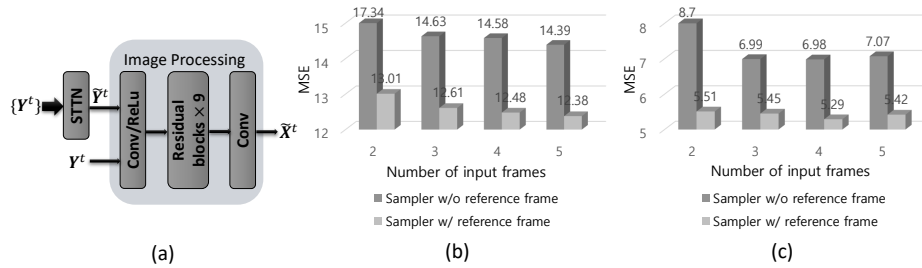 Image Processing
{Y^t}
STTN
Ỹ^t
Y^t
Conv/ReLu
Residual
blocks × 9
Conv
X̃^t
(a)
MSE
15
14
13
12
17.34
13.01
14.63
12.61
14.58
12.48
14.39
12.38
2 3 4 5
Number of input frames
Sampler w/o reference frame
Sampler w/ reference frame
(b)
MSE
8
7
6
5
8.7
5.51
6.99
5.45
6.98
5.29
7.07
5.42
2 3 4 5
Number of input frames
Sampler w/o reference frame
Sampler w/ reference frame
(c)